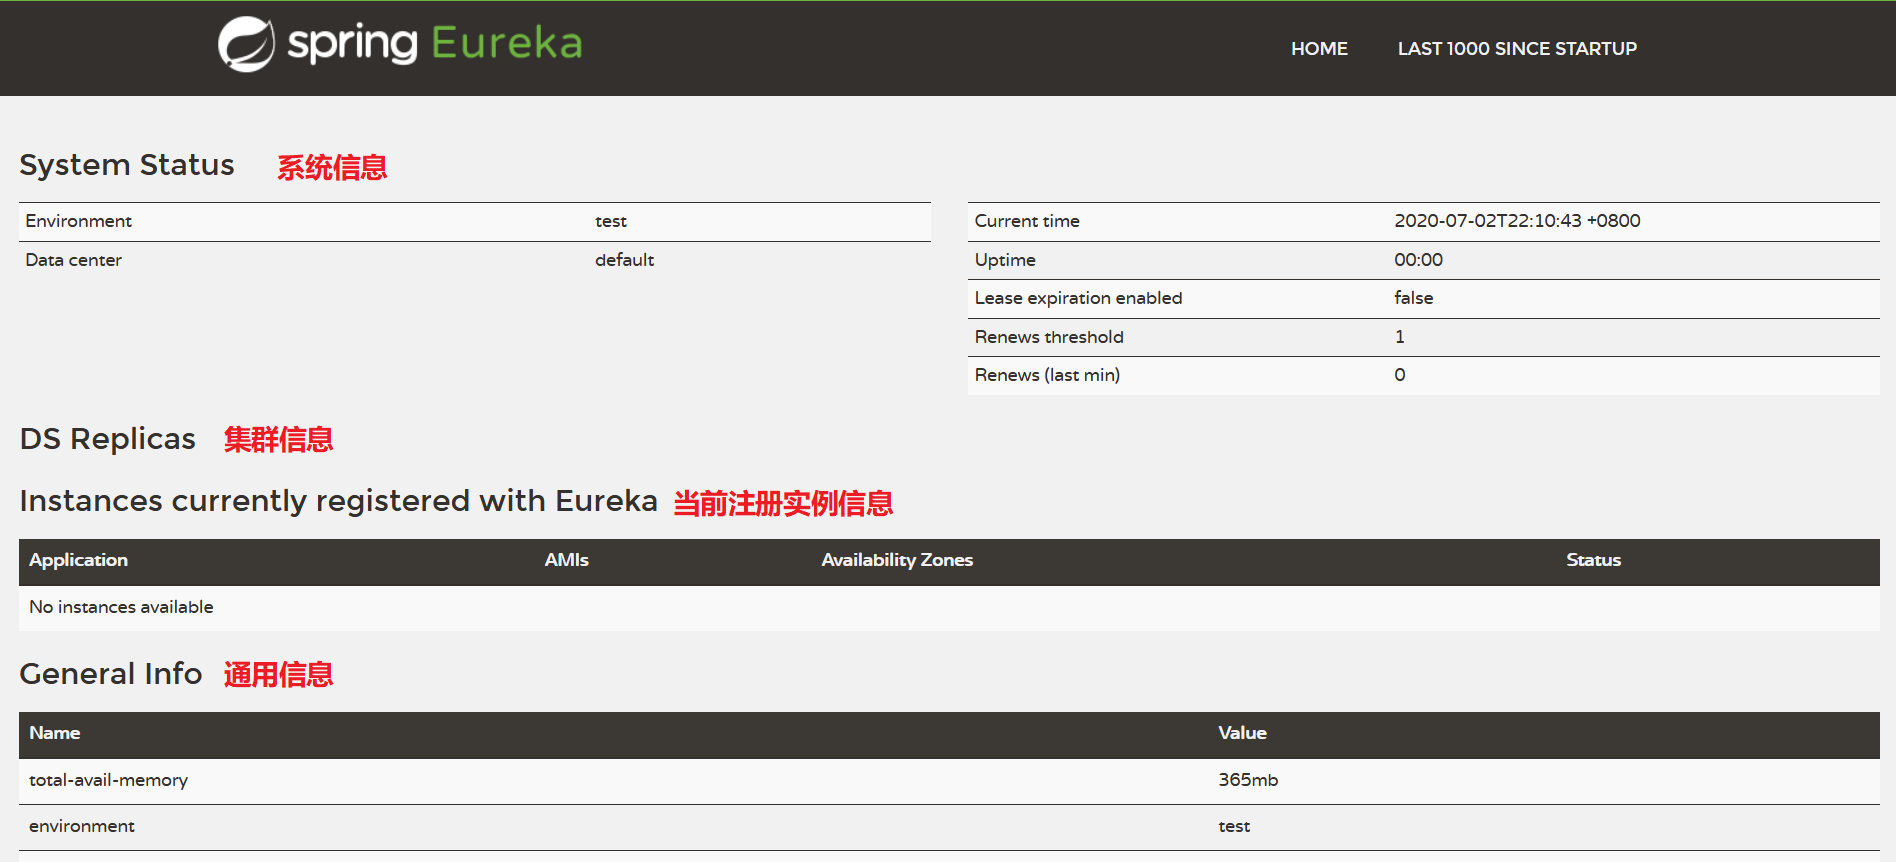 spring Eureka
HOME LAST 1000 SINCE STARTUP
System Status 系统信息
Environment test
Data center default
Current time 2020-07-02T22:10:43 +0800
Uptime 00:00
Lease expiration enabled false
Renews threshold 1
Renews (last min) 0
DS Replicas 集群信息
Instances currently registered with Eureka 当前注册实例信息
Application AMIs Availability Zones Status
No instances available
General Info 通用信息
Name Value
total-avail-memory 365mb
environment test